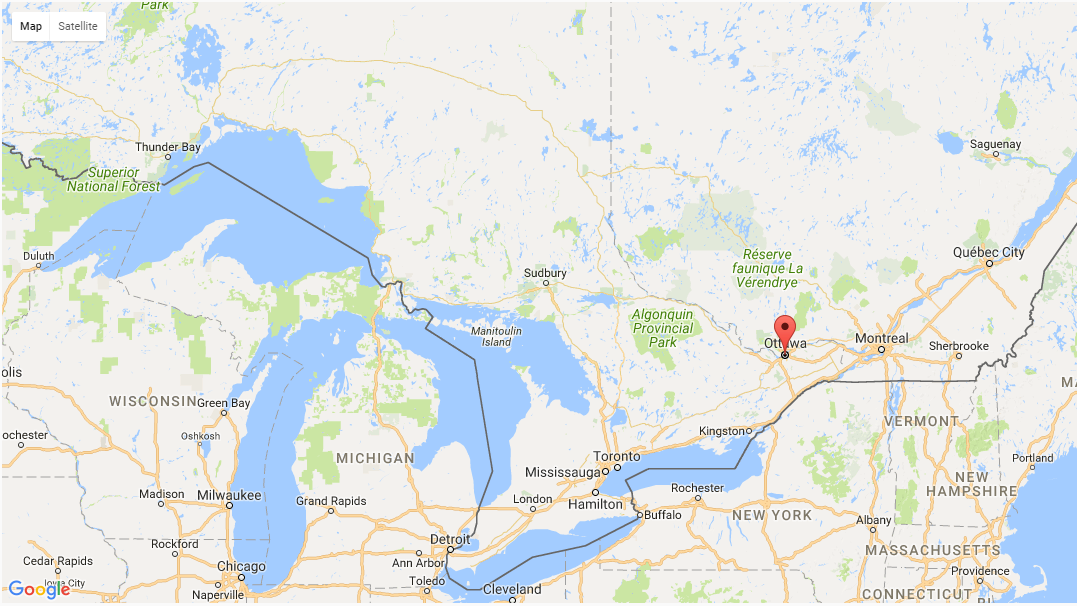 Park
Map
Satellite
Thunder Bay
Saguenay
Superior
National Forest
Duluth
Québec City
Réserve
faunique La
Vérendrye
Sudbury
Algonquin
Provincial
Park
Manitoulin
Island
Ottawa
Montreal
Sherbrooke
olis
WISCONSIN
Green Bay
MA
VERMONT
ochester
Oshkosh
Kingston
MICHIGAN
Toronto
Portland
Mississauga
NEW
HAMPSHIRE
Madison
Milwaukee
Grand Rapids
London
Hamilton
Rochester
Buffalo
NEW YORK
Albany
Rockford
Detroit
MASSACHUSETTS
Cedar Rapids
Chicago
Ann Arbor
Providence
Iowa City
Toledo
Cleveland
Google
Naperville
CONNECTICUT
RI